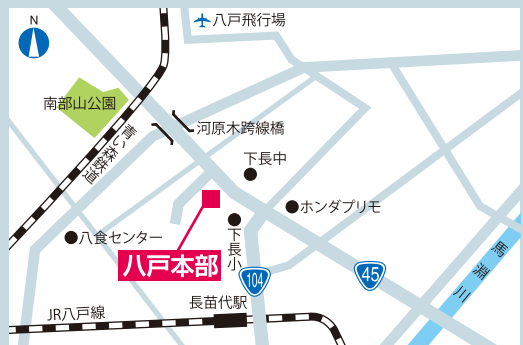 N
八戸飛行場
南部山公園
河原木跨線橋
青い森鉄道
下長中
ホンダプリモ
下長小
八食センター
八戸本部
104
45
馬淵川
長苗代駅
JR八戸線